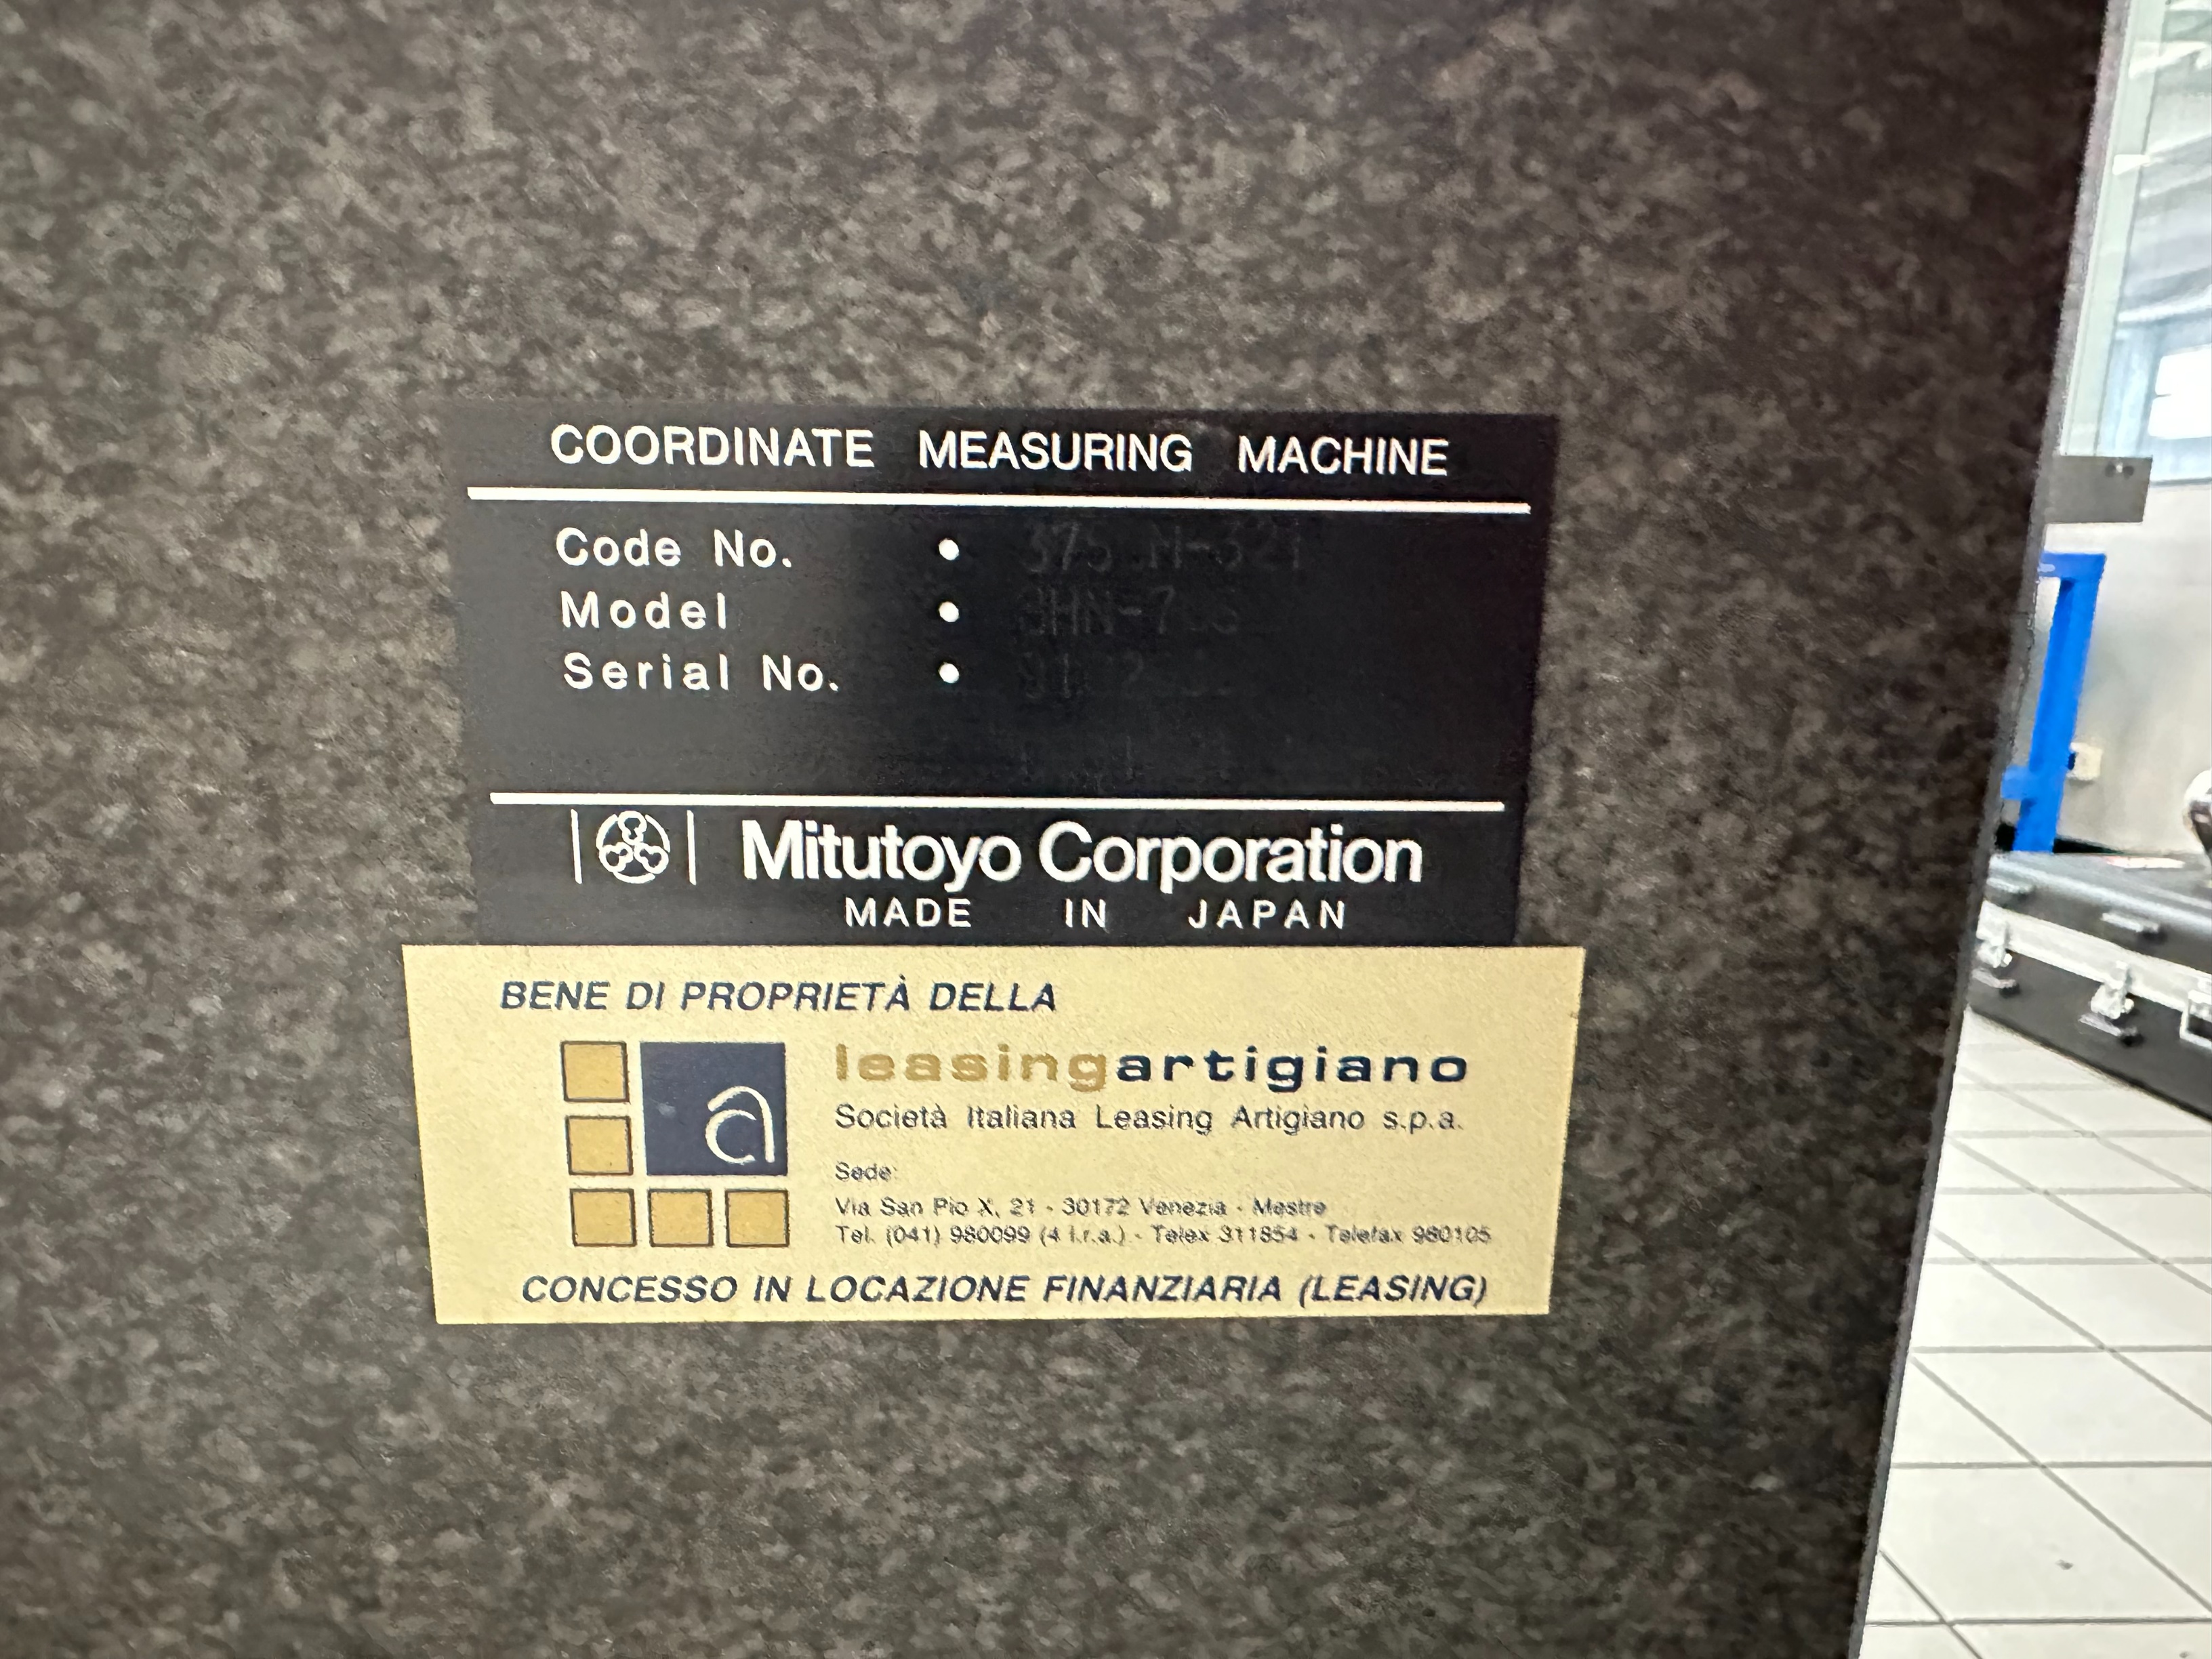 COORDINATE MEASURING MACHINE
Code No.
Model
Serial No.
Mitutoyo Corporation
MADE IN JAPAN
BENE DI PROPRIETÀ DELLA
leasingartigiano
Società Italiana Leasing Artigiano s.p.a.
Sede:
Via San Pio X, 21 - 30172 Venezia - Mestre
Tel. (041) 980099 (4 l.r.a.) - Telex 311854 - Telefax 980105
CONCESSO IN LOCAZIONE FINANZIARIA (LEASING)